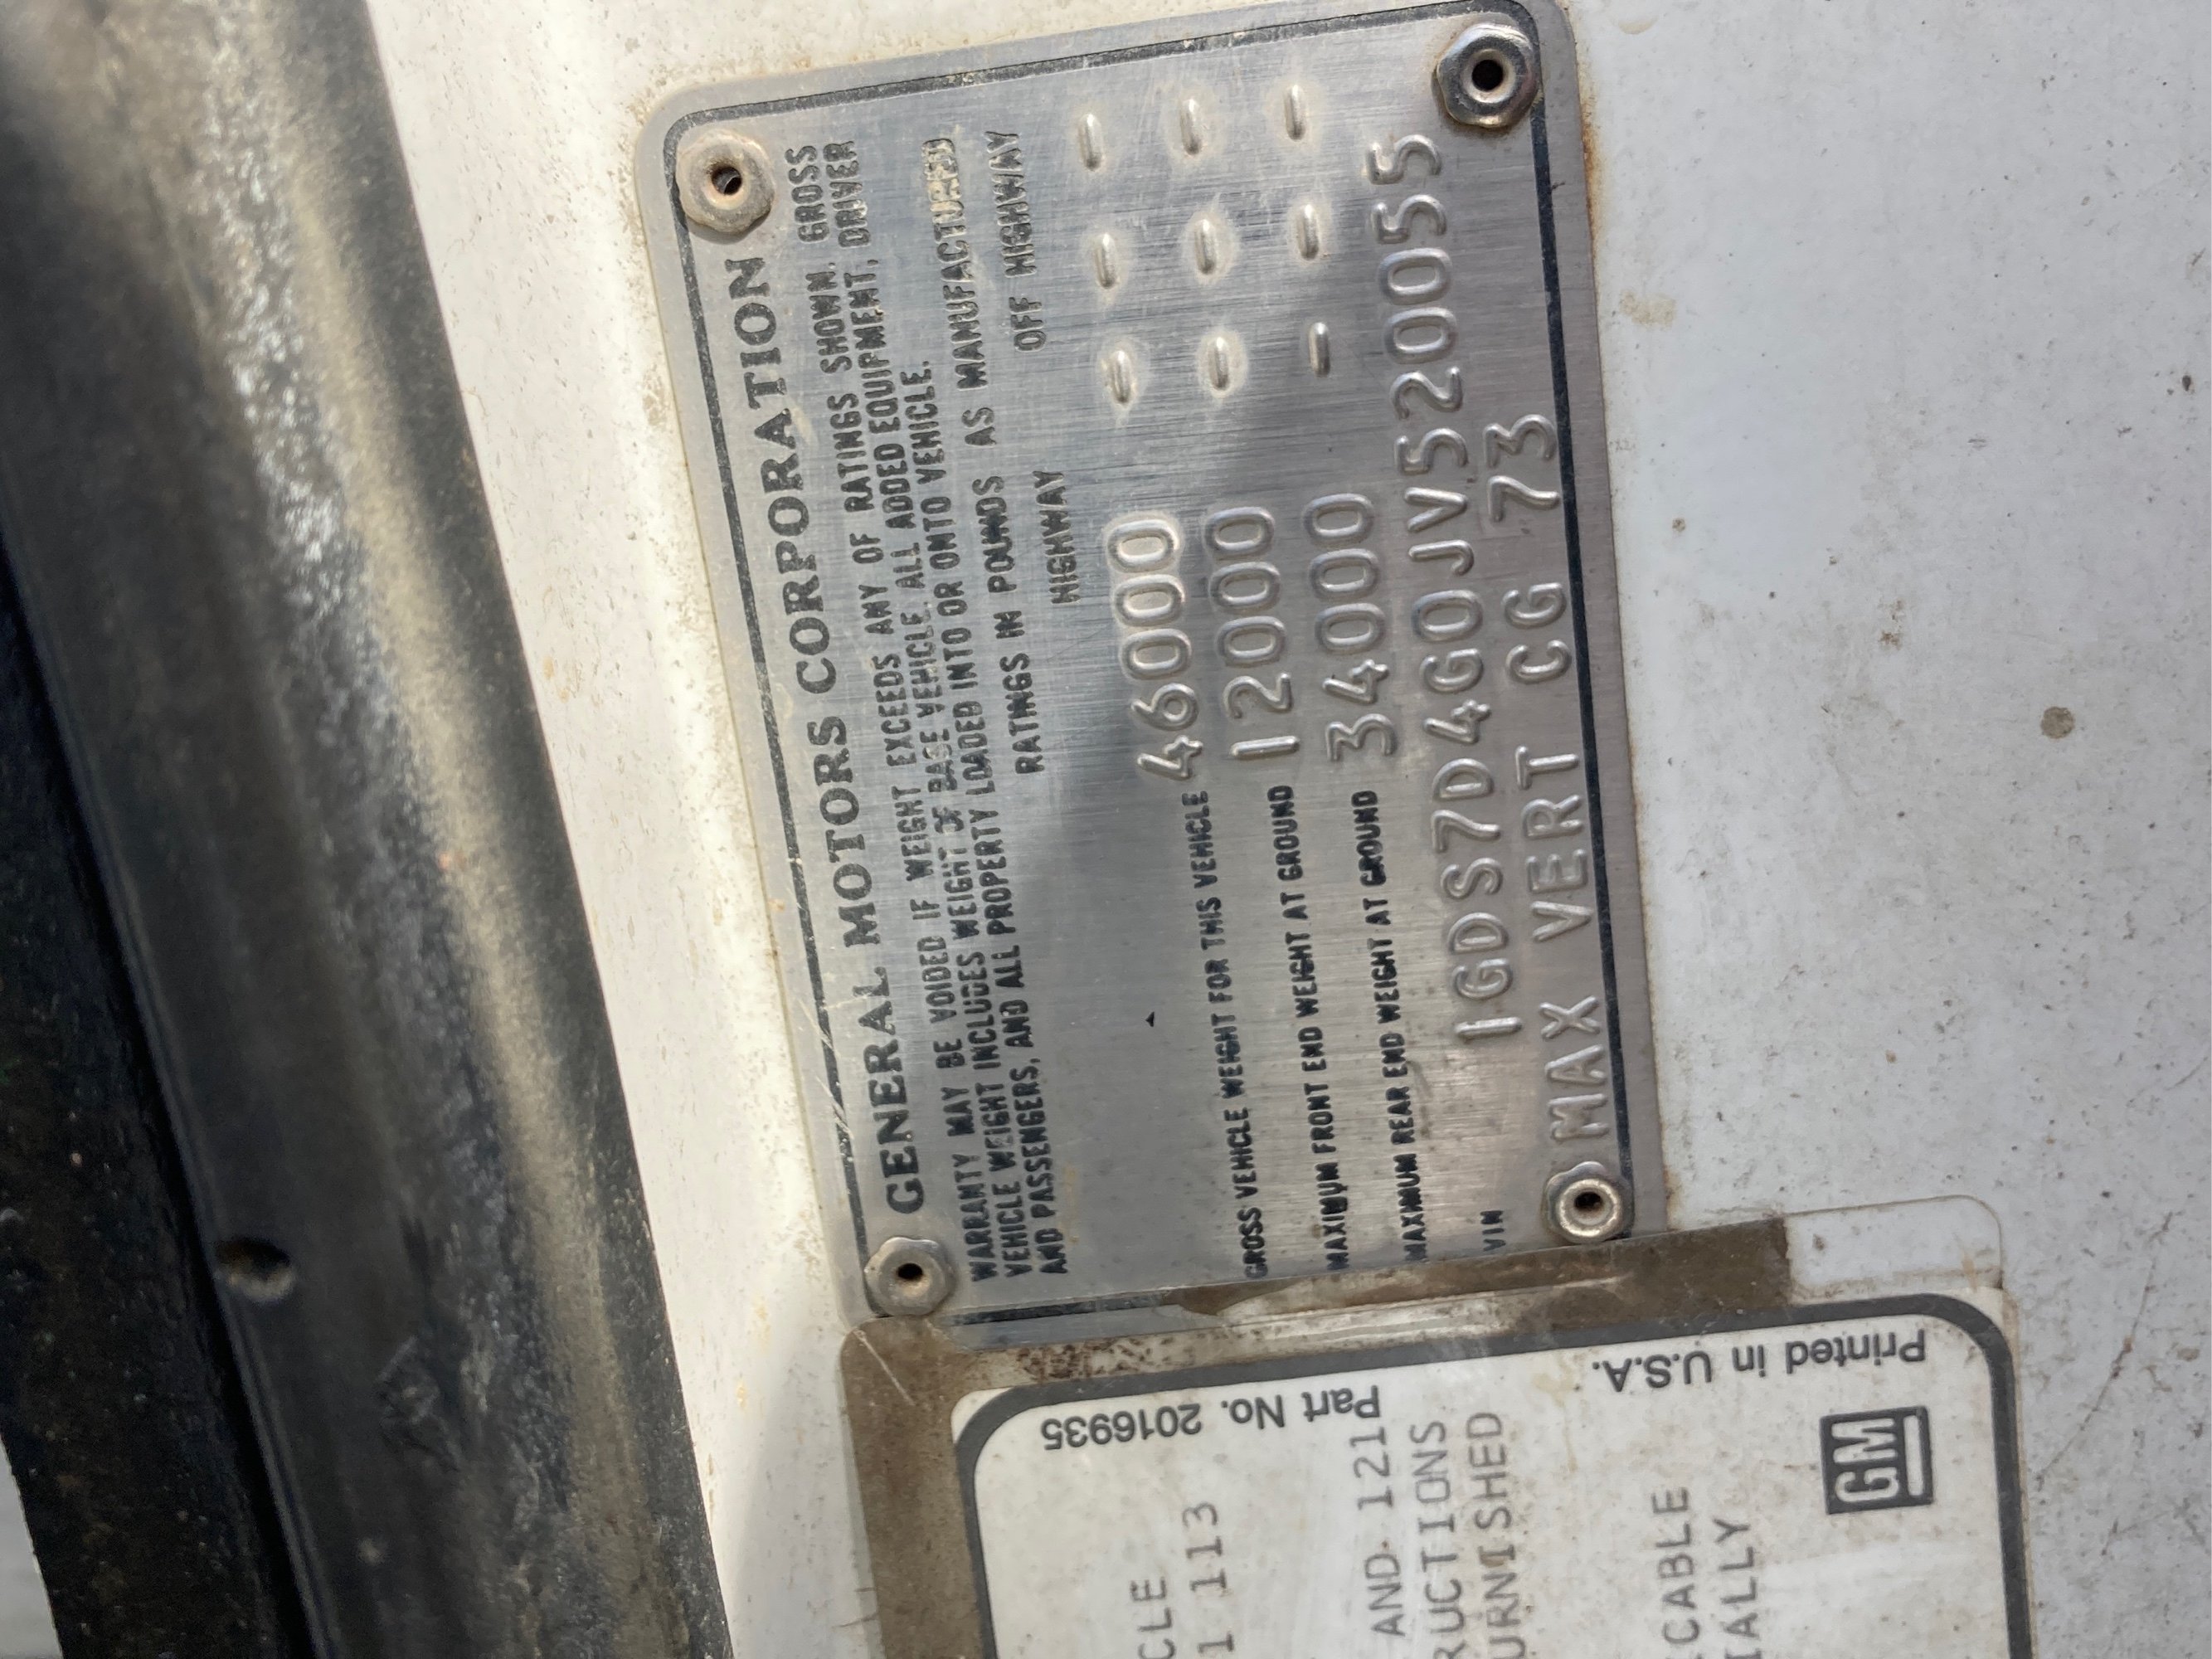 GENERAL MOTORS CORPORATION
WARRANTY MAY BE VOIDED IF WEIGHT EXCEEDS ANY OF RATINGS SHOWN. GROSS
VEHICLE WEIGHT INCLUDES WEIGHT OF BASE VEHICLE, ALL ADDED EQUIPMENT, DRIVER
AND PASSENGERS, AND ALL PROPERTY LOADED INTO OR ONTO VEHICLE.
RATINGS IN POUNDS AS MANUFACTURED
HIGHWAY OFF HIGHWAY
GROSS VEHICLE WEIGHT FOR THIS VEHICLE 46000 - - -
MAXIMUM FRONT END WEIGHT AT GROUND 12000 - - -
MAXIMUM REAR END WEIGHT AT GROUND 34000 - - -
VIN 1GDS7D4G0JV520055
MAX VERT CG 73
Part No. 2016935
Printed in U.S.A.
CLE
1 113
AND 121
RUCTIONS
URNISHED
CABLE
IALLY
GM